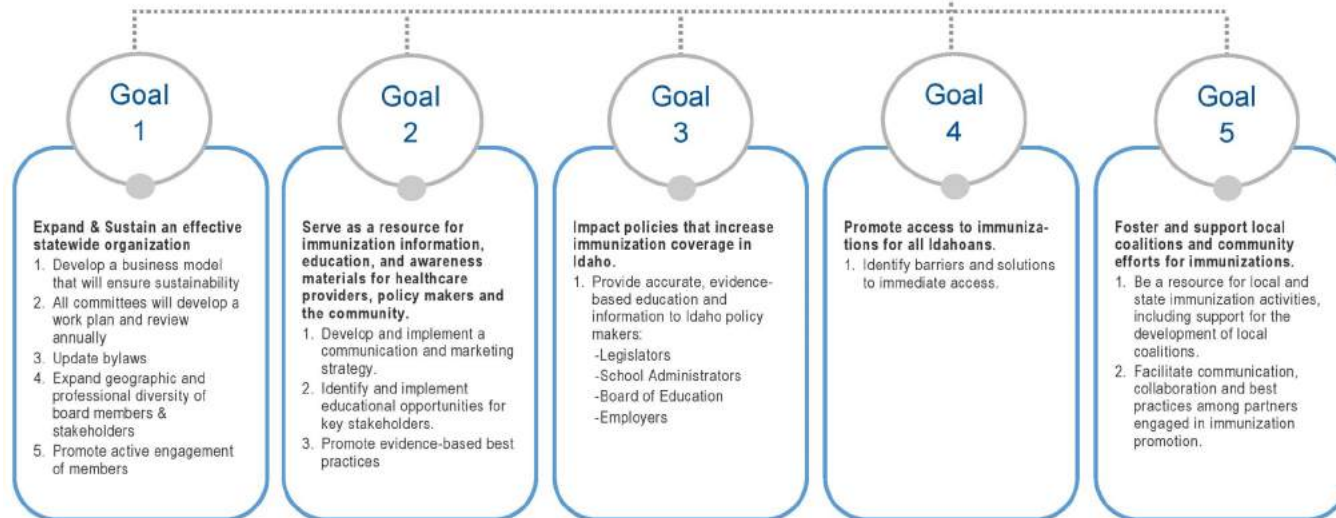 Goal
1
Expand & Sustain an effective
statewide organization
1. Develop a business model
that will ensure sustainability
2. All committees will develop a
work plan and review
annually
3. Update bylaws
4. Expand geographic and
professional diversity of
board members &
stakeholders
5. Promote active engagement
of members
Goal
2
Serve as a resource for
immunization information,
education, and awareness
materials for healthcare
providers, policy makers and
the community.
1. Develop and implement a
communication and marketing
strategy.
2. Identify and implement
educational opportunities for
key stakeholders.
3. Promote evidence-based best
practices
Goal
3
Impact policies that increase
immunization coverage in
Idaho.
1. Provide accurate, evidence-
based education and
information to Idaho policy
makers:
-Legislators
-School Administrators
-Board of Education
-Employers
Goal
4
Promote access to immuniza-
tions for all Idahoans.
1. Identify barriers and solutions
to immediate access.
Goal
5
Foster and support local
coalitions and community
efforts for immunizations.
1. Be a resource for local and
state immunization activities,
including support for the
development of local
coalitions.
2. Facilitate communication,
collaboration and best
practices among partners
engaged in immunization
promotion.